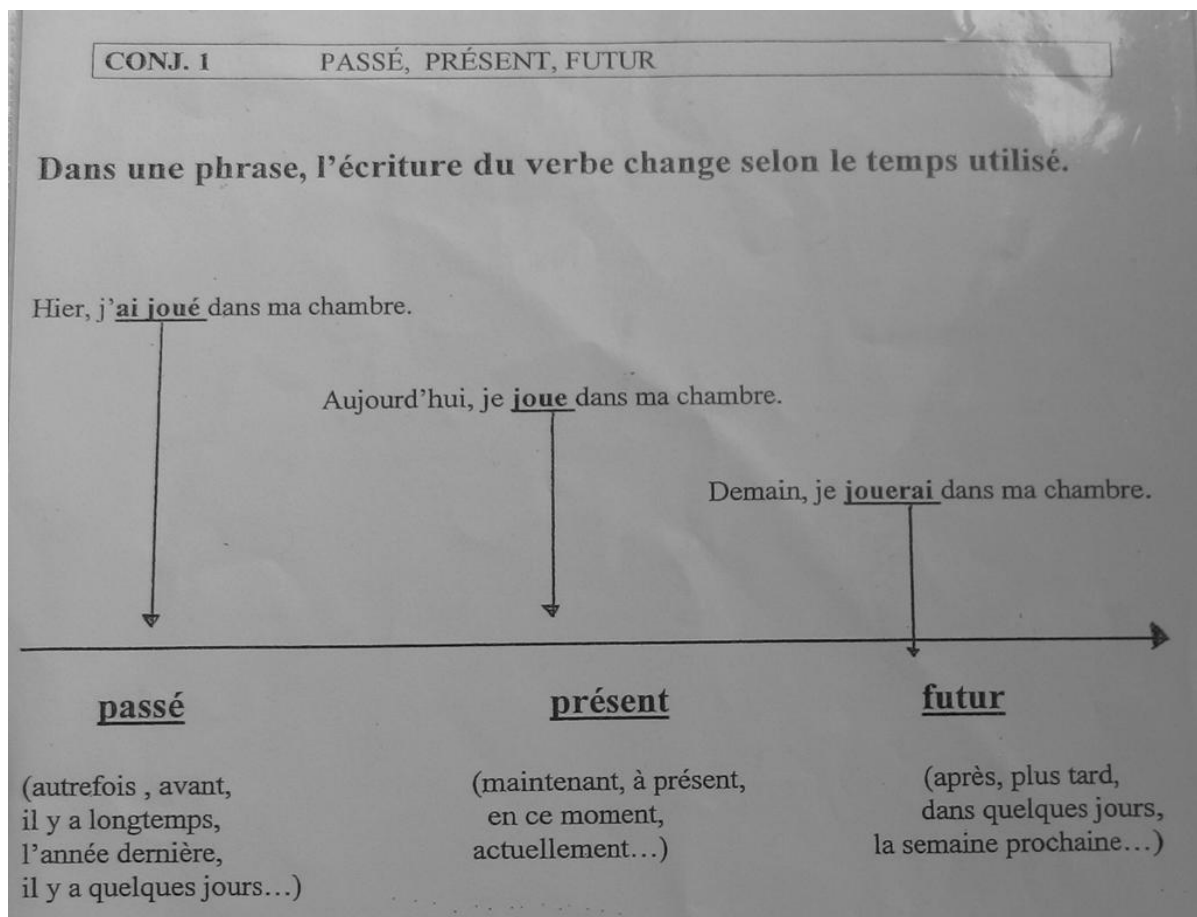 CONJ. 1 PASSÉ, PRÉSENT, FUTUR
Dans une phrase, l’écriture du verbe change selon le temps utilisé.
Hier, j’ai joué dans ma chambre.
Aujourd’hui, je joue dans ma chambre.
Demain, je jouerai dans ma chambre.
passé
(autrefois , avant,
il y a longtemps,
l’année dernière,
il y a quelques jours…)
présent
(maintenant, à présent,
en ce moment,
actuellement…)
futur
(après, plus tard,
dans quelques jours,
la semaine prochaine…)